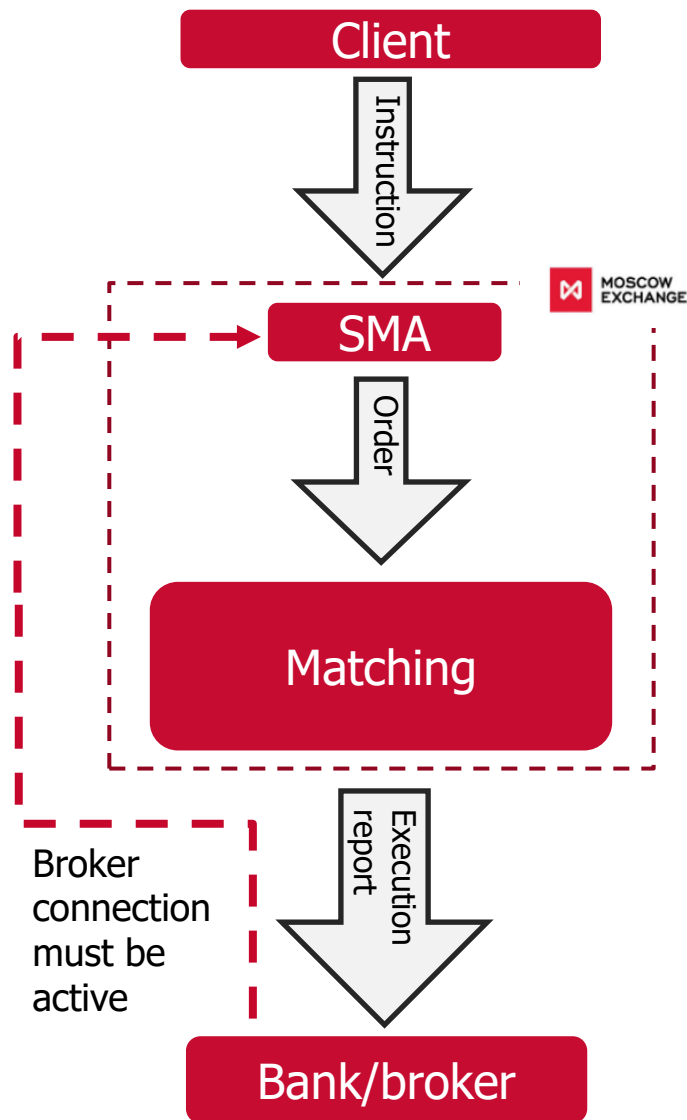 Client
Instruction
MOSCOW
EXCHANGE
SMA
Order
Matching
Execution
report
Broker
connection
must be
active
Bank/broker